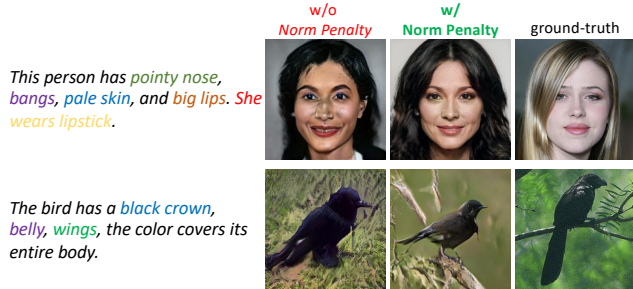 w/o
Norm Penalty
w/
Norm Penalty
ground-truth
This person has pointy nose,
bangs, pale skin, and big lips. She
wears lipstick.
The bird has a black crown,
belly, wings, the color covers its
entire body.